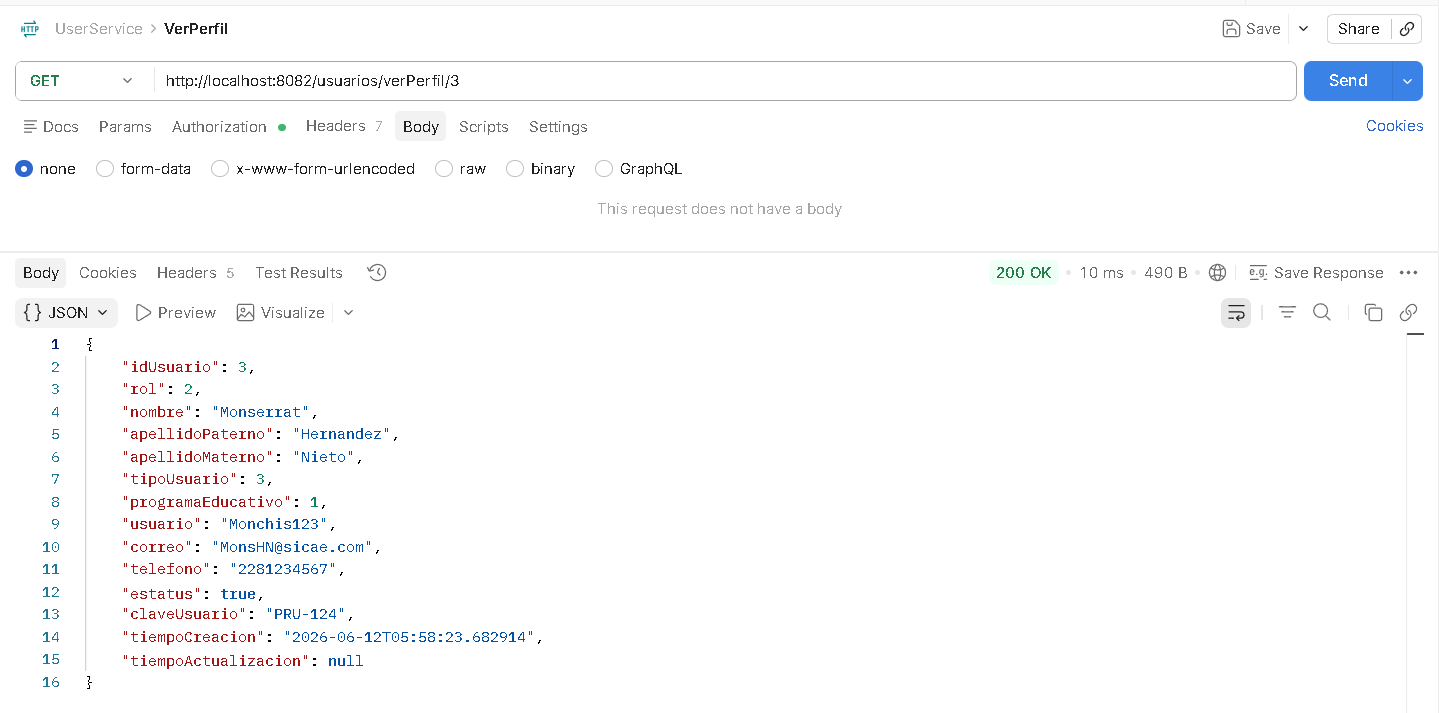 HTTP UserService > VerPerfil Save Share
GET http://localhost:8082/usuarios/verPerfil/3 Send
Docs Params Authorization Headers 7 Body Scripts Settings Cookies
none form-data x-www-form-urlencoded raw binary GraphQL
This request does not have a body
Body Cookies Headers 5 Test Results 200 OK • 10 ms • 490 B • e.g. Save Response
{} JSON Preview Visualize
1 {
2 "idUsuario": 3,
3 "rol": 2,
4 "nombre": "Monserrat",
5 "apellidoPaterno": "Hernandez",
6 "apellidoMaterno": "Nieto",
7 "tipoUsuario": 3,
8 "programaEducativo": 1,
9 "usuario": "Monchis123",
10 "correo": "MonsHN@sicae.com",
11 "telefono": "2281234567",
12 "estatus": true,
13 "claveUsuario": "PRU-124",
14 "tiempoCreacion": "2026-06-12T05:58:23.682914",
15 "tiempoActualizacion": null
16 }